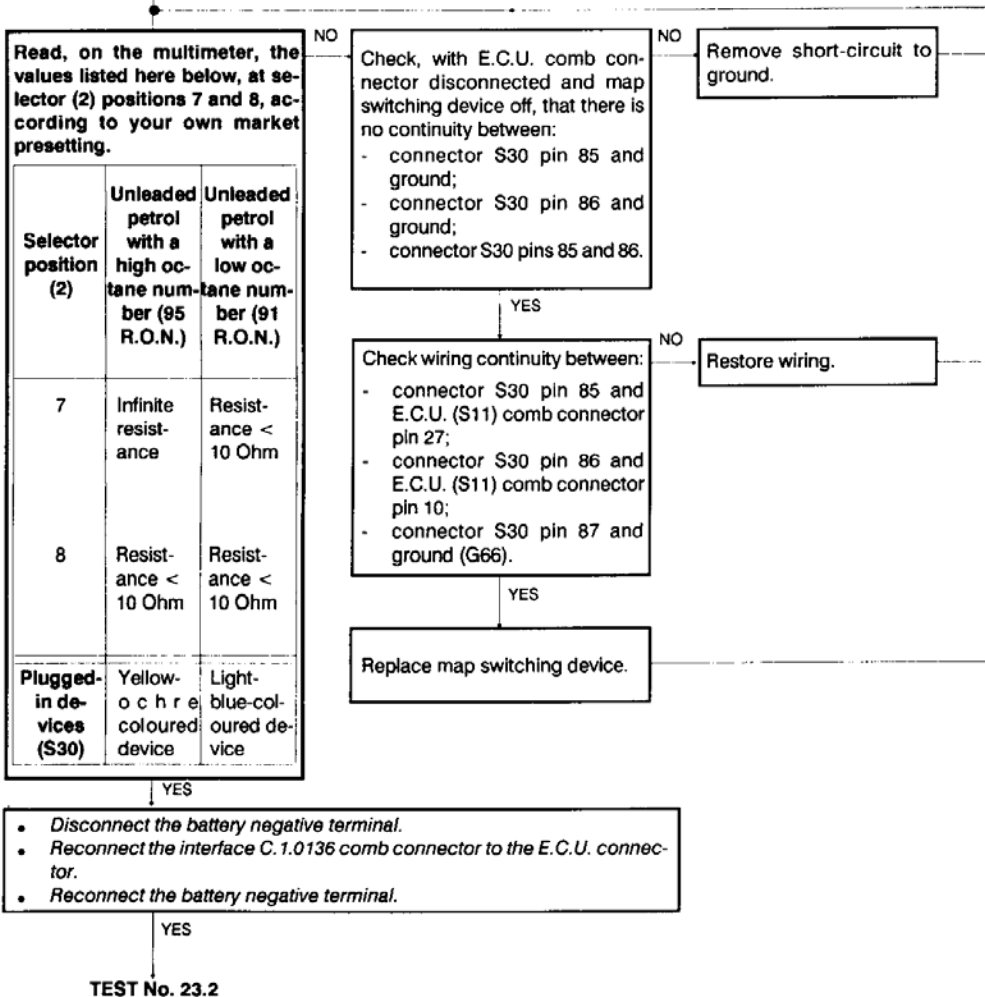 Read, on the multimeter, the
values listed here below, at se-
lector (2) positions 7 and 8, ac-
cording to your own market
presetting.
Selector
position
(2)
Unleaded
petrol
with a
high oc-
tane num-
ber (95
R.O.N.)
Unleaded
petrol
with a
low oc-
tane num-
ber (91
R.O.N.)
7
Infinite
resist-
ance
Resist-
ance <
10 Ohm
8
Resist-
ance <
10 Ohm
Resist-
ance <
10 Ohm
Plugged-
in de-
vices
(S30)
Yellow-
ochre
coloured
device
Light-
blue-col-
oured de-
vice
NO
Check, with E.C.U. comb con-
nector disconnected and map
switching device off, that there is
no continuity between:
- connector S30 pin 85 and
ground;
- connector S30 pin 86 and
ground;
- connector S30 pins 85 and 86.
NO
Remove short-circuit to
ground.
YES
Check wiring continuity between:
- connector S30 pin 85 and
E.C.U. (S11) comb connector
pin 27;
- connector S30 pin 86 and
E.C.U. (S11) comb connector
pin 10;
- connector S30 pin 87 and
ground (G66).
NO
Restore wiring.
YES
Replace map switching device.
YES
• Disconnect the battery negative terminal.
• Reconnect the interface C.1.0136 comb connector to the E.C.U. connec-
tor.
• Reconnect the battery negative terminal.
YES
TEST No. 23.2